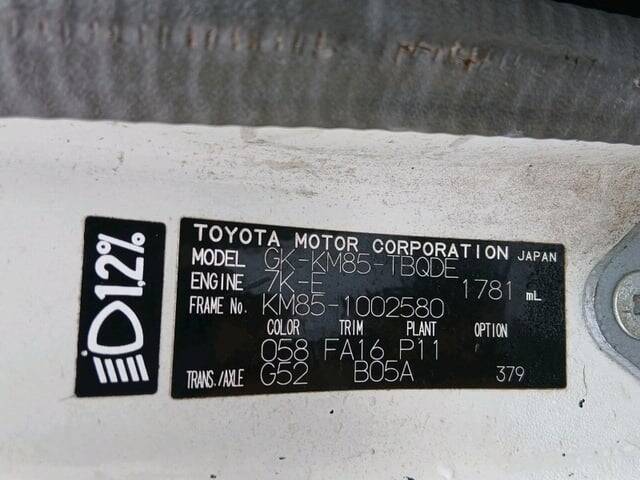 1.2%
TOYOTA MOTOR CORPORATION JAPAN
MODEL GK-KM85-TBQDE
ENGINE 7K-E 1781 mL
FRAME No. KM85-1002580
COLOR TRIM PLANT OPTION
058 FA16 P11
TRANS./AXLE G52 B05A 379